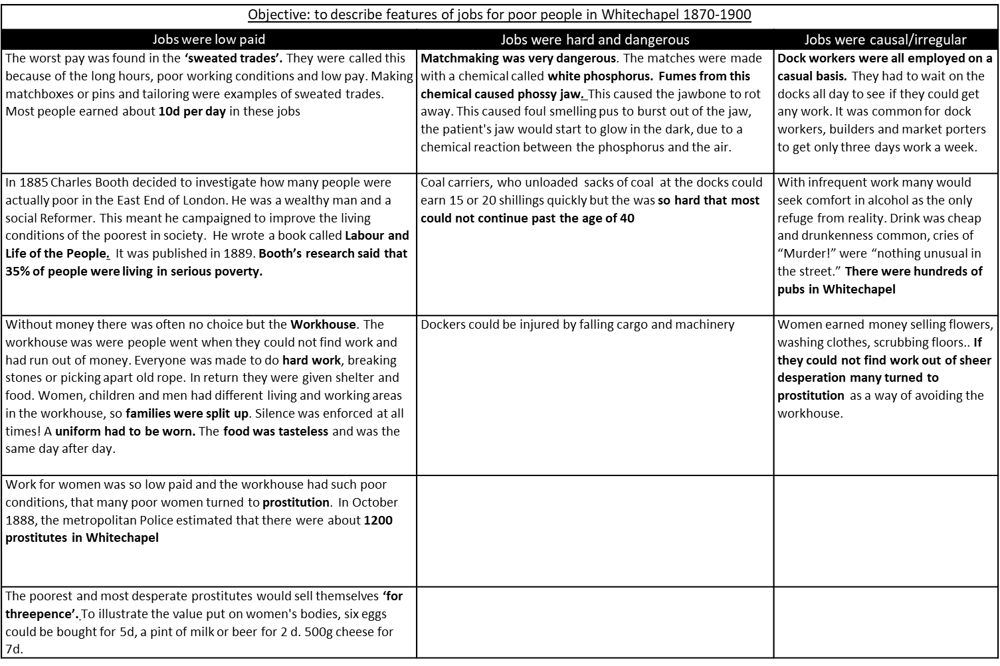 Objective: to describe features of jobs for poor people in Whitechapel 1870-1900
Jobs were low paid
Jobs were hard and dangerous
Jobs were causal/irregular
The worst pay was found in the ‘sweated trades’. They were called this
because of the long hours, poor working conditions and low pay. Making
matchboxes or pins and tailoring were examples of sweated trades.
Most people earned about 10d per day in these jobs
Matchmaking was very dangerous. The matches were made
with a chemical called white phosphorus. Fumes from this
chemical caused phossy jaw. This caused the jawbone to rot
away. This caused foul smelling pus to burst out of the jaw,
the patient's jaw would start to glow in the dark, due to a
chemical reaction between the phosphorus and the air.
Dock workers were all employed on a
casual basis. They had to wait on the
docks all day to see if they could get
any work. It was common for dock
workers, builders and market porters
to get only three days work a week.
In 1885 Charles Booth decided to investigate how many people were
actually poor in the East End of London. He was a wealthy man and a
social Reformer. This meant he campaigned to improve the living
conditions of the poorest in society. He wrote a book called Labour and
Life of the People. It was published in 1889. Booth’s research said that
35% of people were living in serious poverty.
Coal carriers, who unloaded sacks of coal at the docks could
earn 15 or 20 shillings quickly but the was so hard that most
could not continue past the age of 40
With infrequent work many would
seek comfort in alcohol as the only
refuge from reality. Drink was cheap
and drunkenness common, cries of
“Murder!” were “nothing unusual in
the street.” There were hundreds of
pubs in Whitechapel
Without money there was often no choice but the Workhouse. The
workhouse was were people went when they could not find work and
had run out of money. Everyone was made to do hard work, breaking
stones or picking apart old rope. In return they were given shelter and
food. Women, children and men had different living and working areas
in the workhouse, so families were split up. Silence was enforced at all
times! A uniform had to be worn. The food was tasteless and was the
same day after day.
Dockers could be injured by falling cargo and machinery
Women earned money selling flowers,
washing clothes, scrubbing floors.. If
they could not find work out of sheer
desperation many turned to
prostitution as a way of avoiding the
workhouse.
Work for women was so low paid and the workhouse had such poor
conditions, that many poor women turned to prostitution. In October
1888, the metropolitan Police estimated that there were about 1200
prostitutes in Whitechapel
The poorest and most desperate prostitutes would sell themselves ‘for
threepence’. To illustrate the value put on women's bodies, six eggs
could be bought for 5d, a pint of milk or beer for 2 d. 500g cheese for
7d.